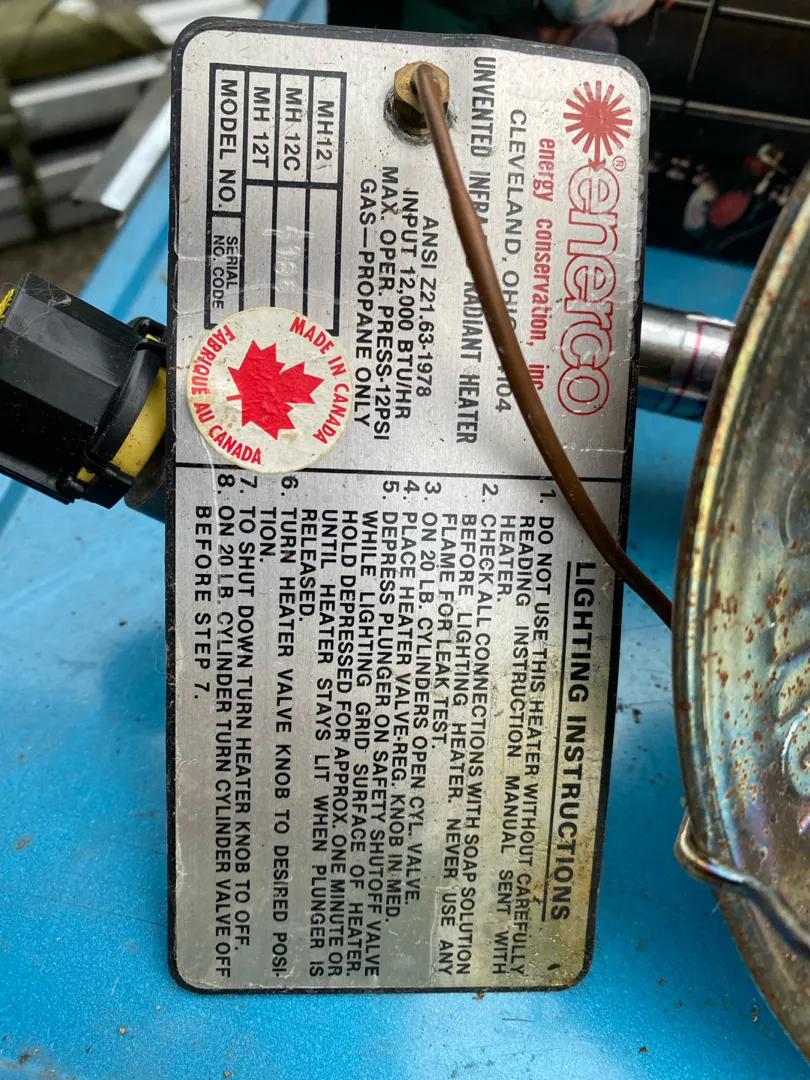 enerco®
energy conservation, inc.
CLEVELAND, OHIO 4104
UNVENTED INFRA RADIANT HEATER
ANSI Z21.63-1978
INPUT 12,000 BTU/HR
MAX. OPER. PRESS-12PSI
GAS—PROPANE ONLY
MH12
MH 12C
MH 12T
MODEL NO.
SERIAL
NO. CODE
MADE IN CANADA
FABRIQUÉ AU CANADA
LIGHTING INSTRUCTIONS
1. DO NOT USE THIS HEATER WITHOUT CAREFULLY
READING INSTRUCTION MANUAL SENT WITH
HEATER.
2. CHECK ALL CONNECTIONS WITH SOAP SOLUTION
BEFORE LIGHTING HEATER. NEVER USE ANY
FLAME FOR LEAK TEST.
3. ON 20 LB. CYLINDERS OPEN CYL. VALVE.
4. PLACE HEATER VALVE-REG. KNOB IN MED.
5. DEPRESS PLUNGER ON SAFETY SHUTOFF VALVE
WHILE LIGHTING GRID SURFACE OF HEATER.
HOLD DEPRESSED FOR APPROX. ONE MINUTE OR
UNTIL HEATER STAYS LIT WHEN PLUNGER IS
RELEASED.
6. TURN HEATER VALVE KNOB TO DESIRED POSI-
TION.
7. TO SHUT DOWN TURN HEATER KNOB TO OFF.
8. ON 20 LB. CYLINDER TURN CYLINDER VALVE OFF
BEFORE STEP 7.